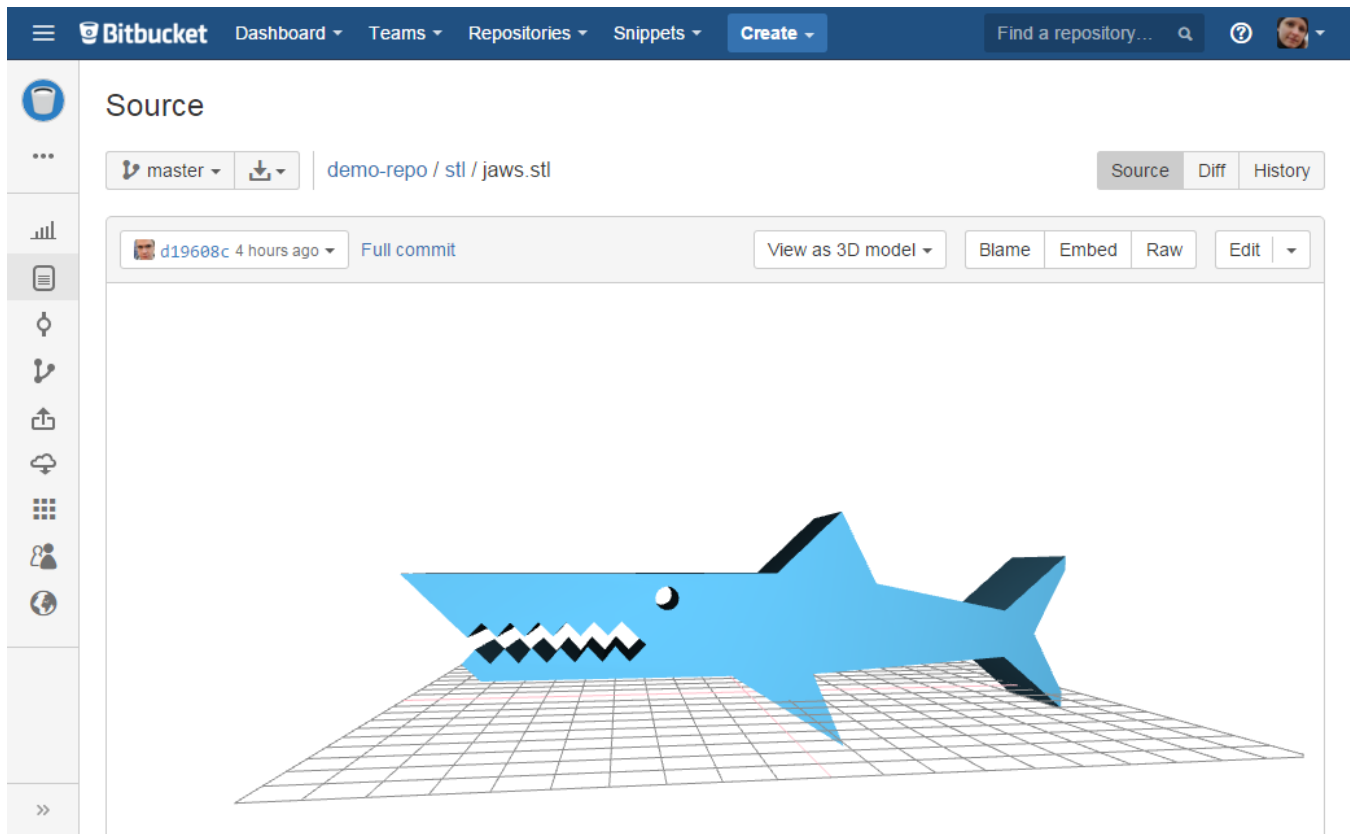 Bitbucket Dashboard Teams Repositories Snippets Create Find a repository...
Source
master demo-repo / stl / jaws.stl Source Diff History
d19608c 4 hours ago Full commit View as 3D model Blame Embed Raw Edit